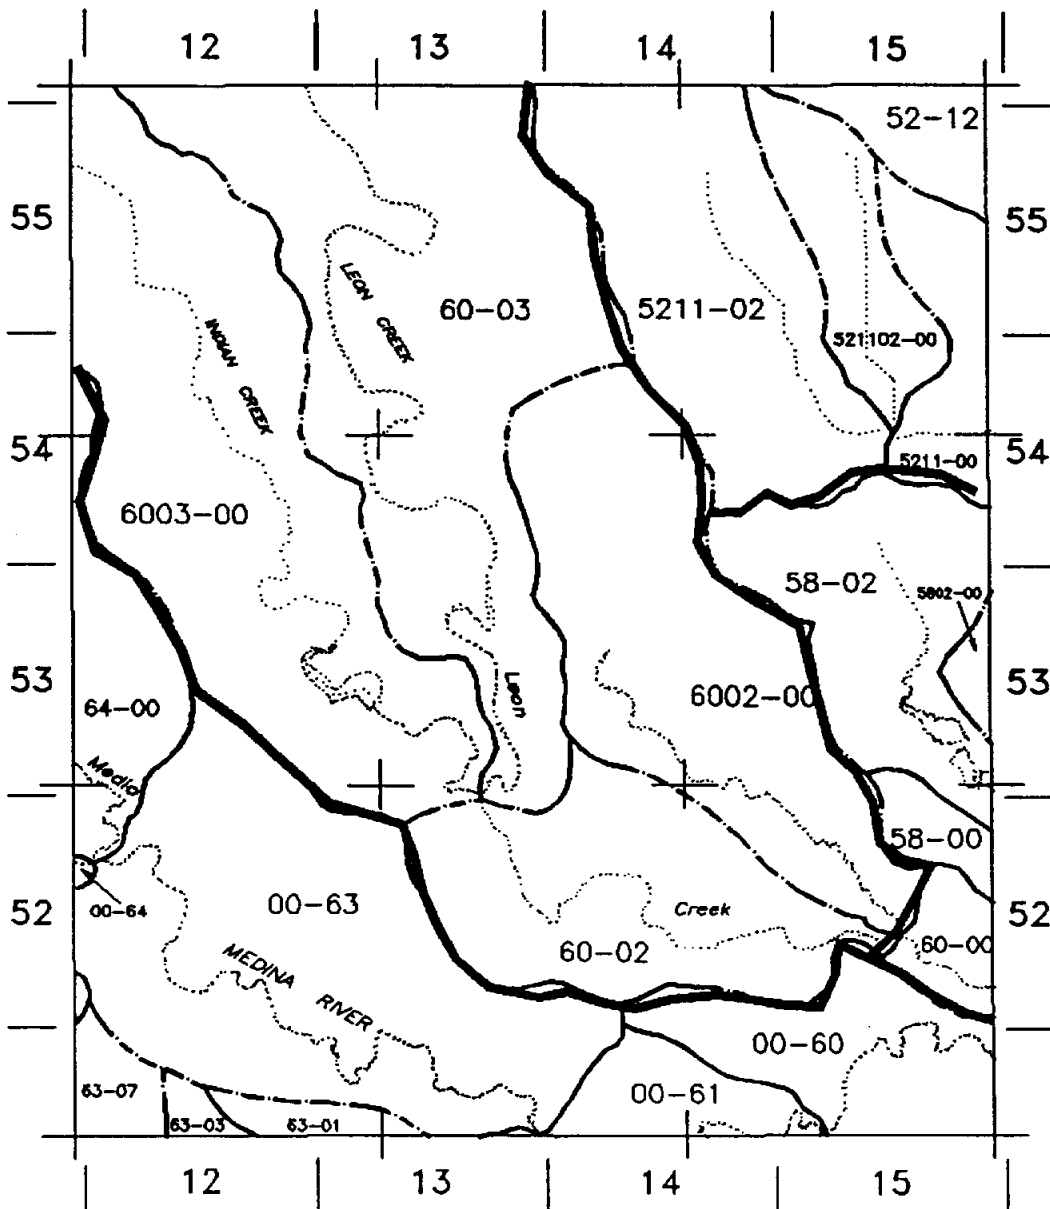 12 13 14 15
52-12
55 55
LEON CREEK
60-03 5211-02
INDIAN CREEK
521102-00
54 54
5211-00
6003-00
58-02
5802-00
53 53
Leon
6002-00
64-00
Media
58-00
00-64
00-63
52 52
Creek
60-02
60-00
MEDINA RIVER
00-60
63-07
00-61
63-03 63-01
12 13 14 15